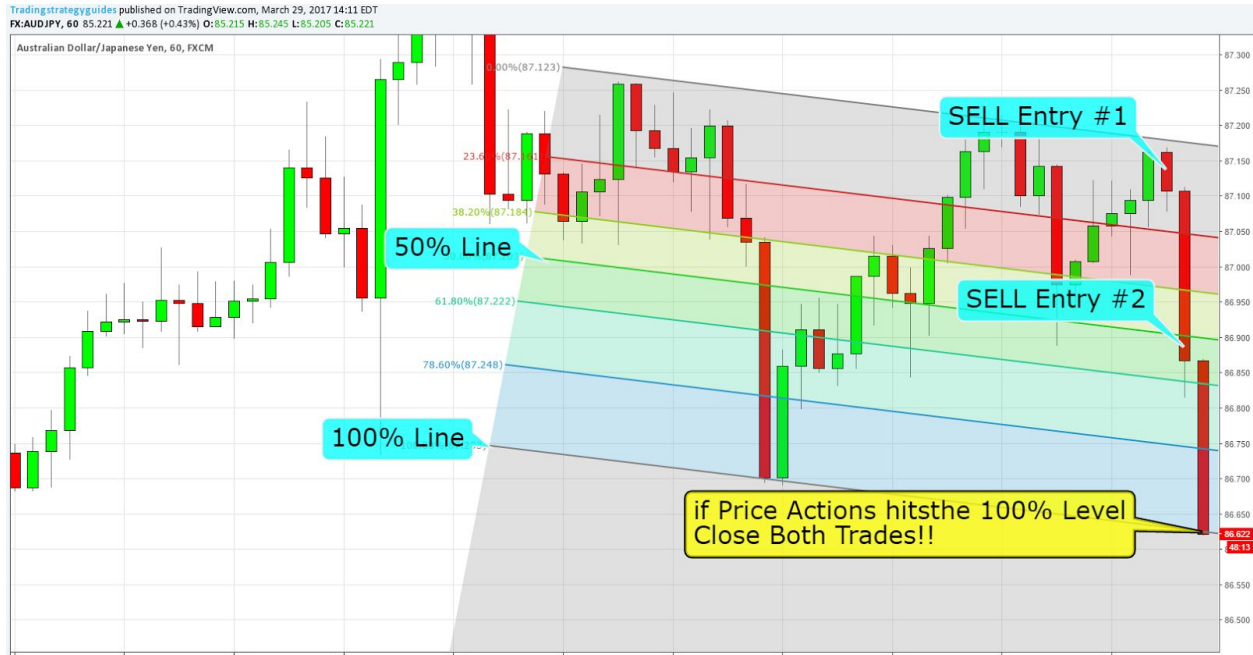 Tradingstrategyguides published on TradingView.com, March 29, 2017 14:11 EDT
FX:AUDJPY, 60 85.221 ▲ +0.368 (+0.43%) O:85.215 H:85.245 L:85.205 C:85.221
Australian Dollar/Japanese Yen, 60, FXCM
87.300
0.00%(87.123)
87.250
SELL Entry #1
87.200
23.6 %(87.161
87.150
87.100
38.20%(87.184)
87.050
50% Line
87.000
61.80%(87.222)
86.950
SELL Entry #2
86.900
78.60%(87.248)
86.850
86.800
100% Line
86.750
86.700
if Price Actions hitsthe 100% Level
Close Both Trades!!
86.650
86.622
48:13
86.550
86.500